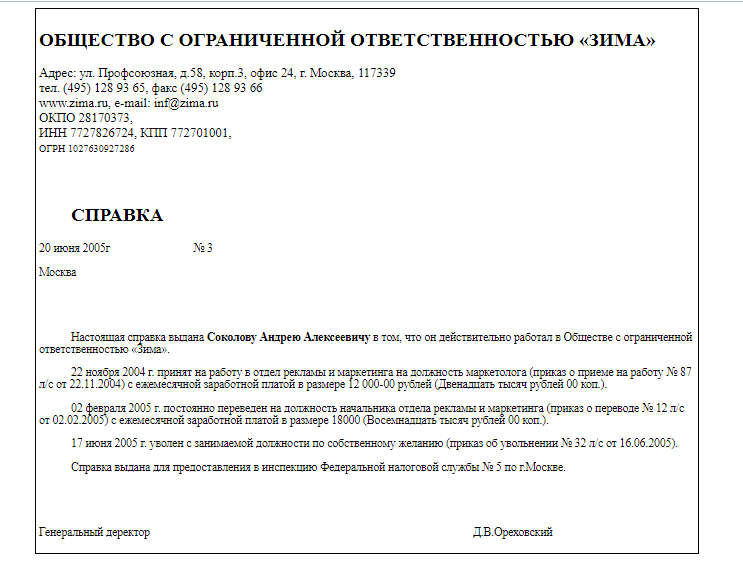 ОБЩЕСТВО С ОГРАНИЧЕННОЙ ОТВЕТСТВЕННОСТЬЮ «ЗИМА»
Адрес: ул. Профсоюзная, д.58, корп.3, офис 24, г. Москва, 117339
тел. (495) 128 93 65, факс (495) 128 93 66
www.zima.ru, e-mail: inf@zima.ru
ОКПО 28170373,
ИНН 7727826724, КПП 772701001,
ОГРН 1027630927286
СПРАВКА
20 июня 2005г № 3
Москва
Настоящая справка выдана Соколову Андрею Алексеевичу в том, что он действительно работал в Обществе с ограниченной
ответственностью «Зима».
22 ноября 2004 г. принят на работу в отдел рекламы и маркетинга на должность маркетолога (приказ о приеме на работу № 87
л/с от 22.11.2004) с ежемесячной заработной платой в размере 12 000-00 рублей (Двенадцать тысяч рублей 00 коп.).
02 февраля 2005 г. постоянно переведен на должность начальника отдела рекламы и маркетинга (приказ о переводе № 12 л/с
от 02.02.2005) с ежемесячной заработной платой в размере 18000 (Восемнадцать тысяч рублей 00 коп.).
17 июня 2005 г. уволен с занимаемой должности по собственному желанию (приказ об увольнении № 32 л/с от 16.06.2005).
Справка выдана для предоставления в инспекцию Федеральной налоговой службы № 5 по г.Москве.
Генеральный директор Д.В.Ореховский